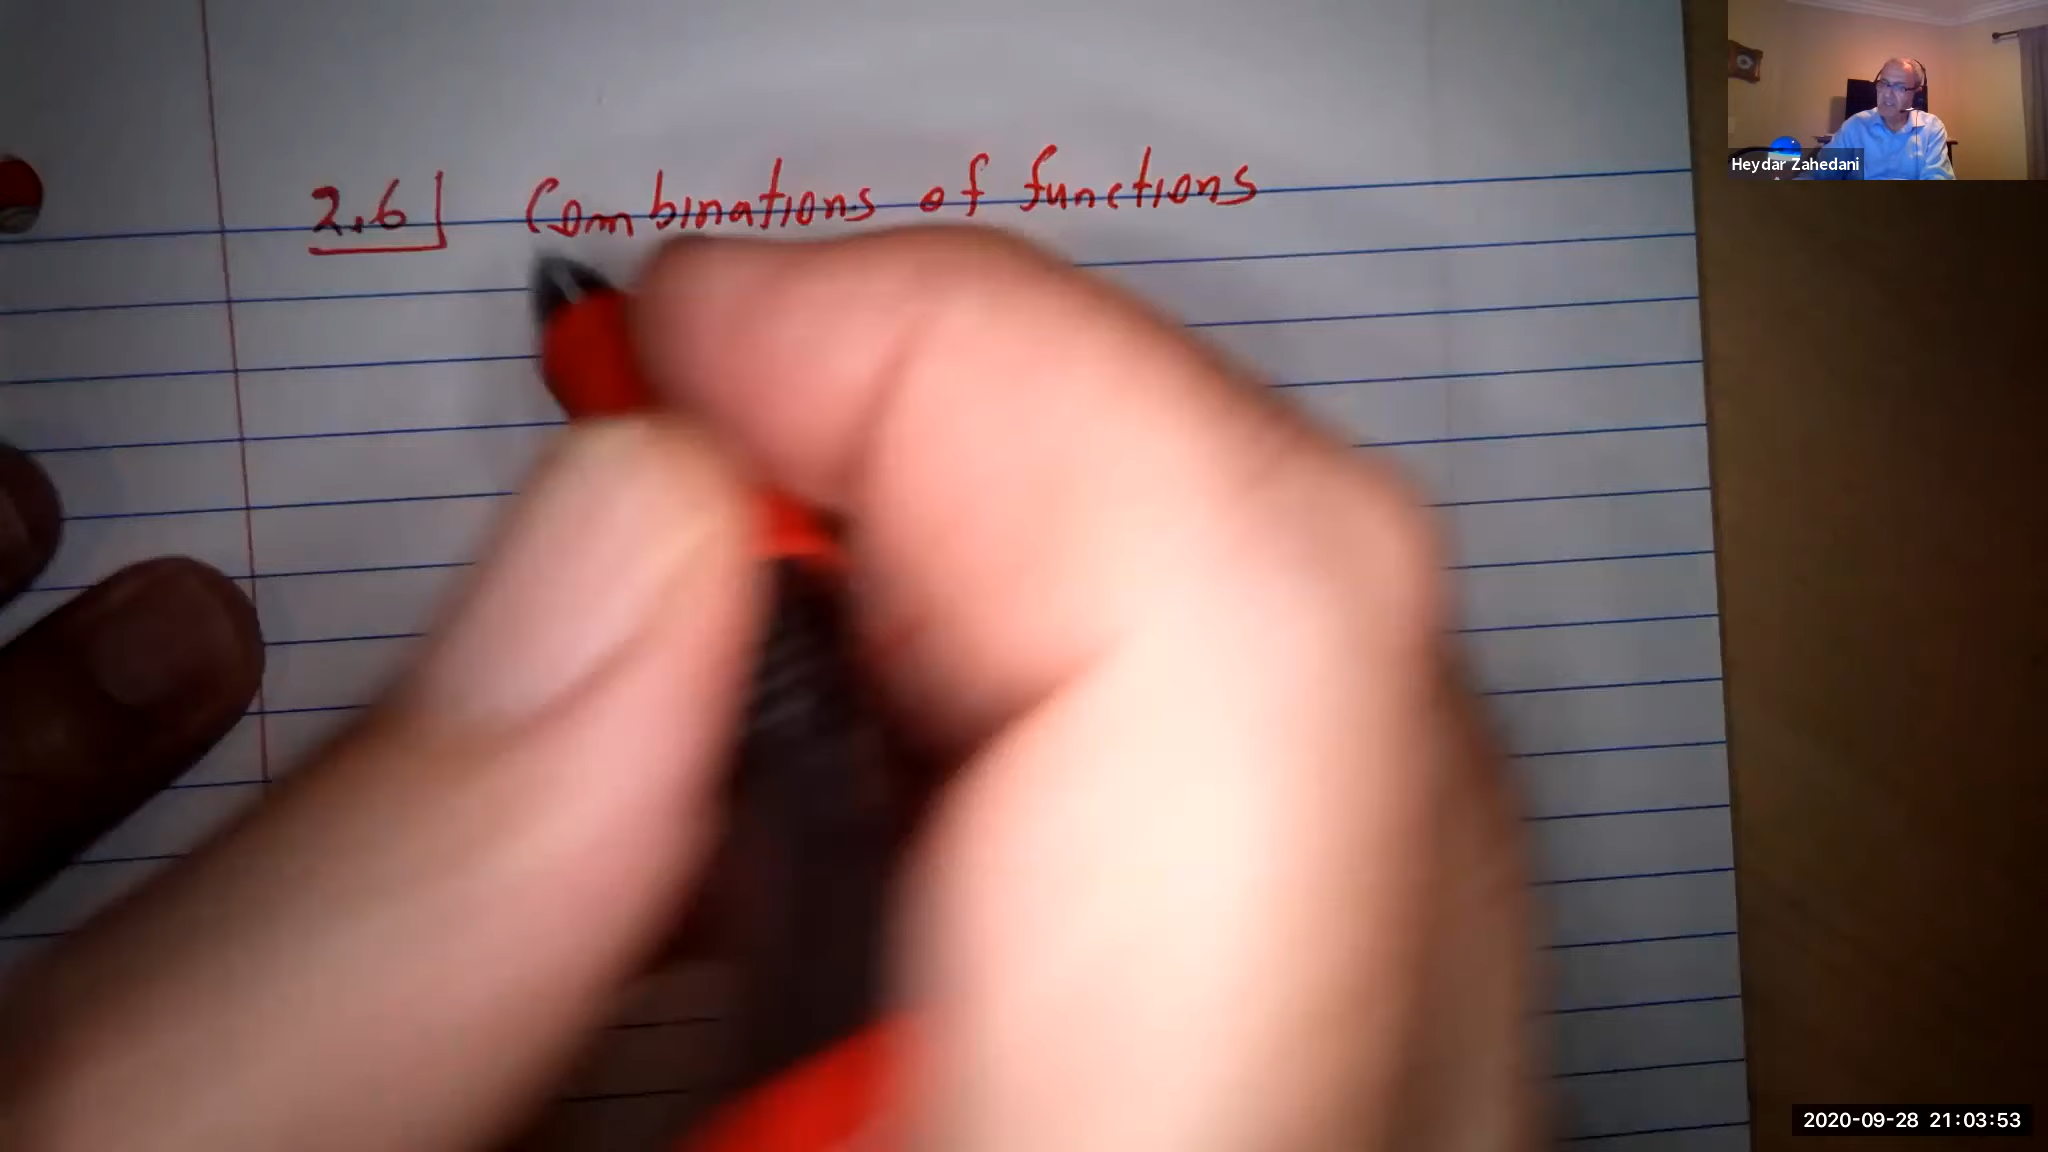 2.6 Combinations of functions
Heydar Zahedani
2020-09-28 21:03:53